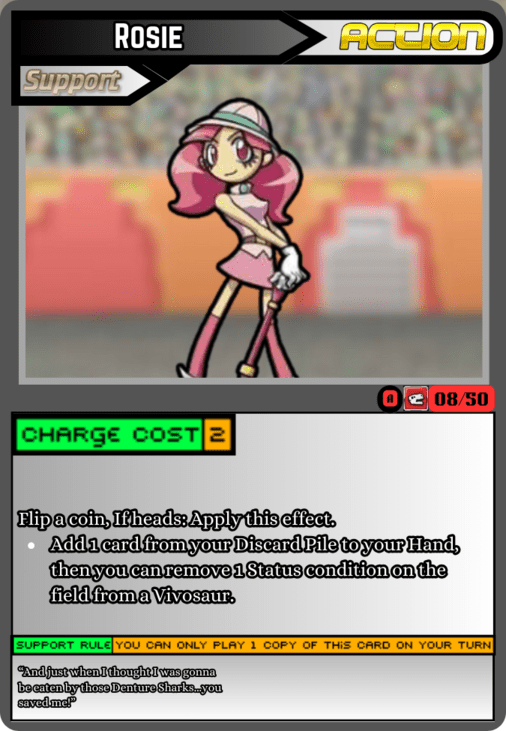 Rosie
ACTION
Support
A 08/50
CHARGE COST 2
Flip a coin, If heads: Apply this effect.
• Add 1 card from your Discard Pile to your Hand,
then you can remove 1 Status condition on the
field from a Vivosaur.
SUPPORT RULE YOU CAN ONLY PLAY 1 COPY OF THIS CARD ON YOUR TURN
“And just when I thought I was gonna
be eaten by those Denture Sharks...you
saved me!”